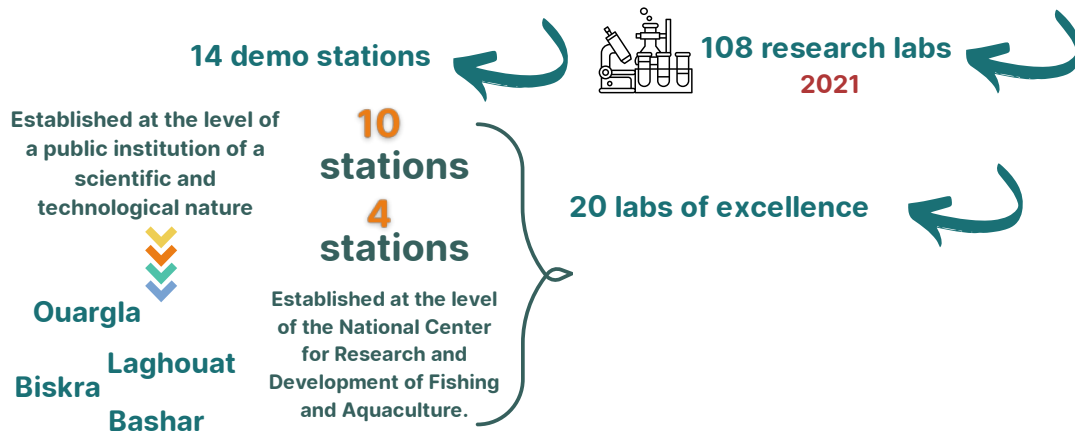 14 demo stations
108 research labs
2021
Established at the level of
a public institution of a
scientific and
technological nature
10
stations
4
stations
20 labs of excellence
Established at the level
of the National Center
for Research and
Development of Fishing
and Aquaculture.
Ouargla
Laghouat
Biskra
Bashar